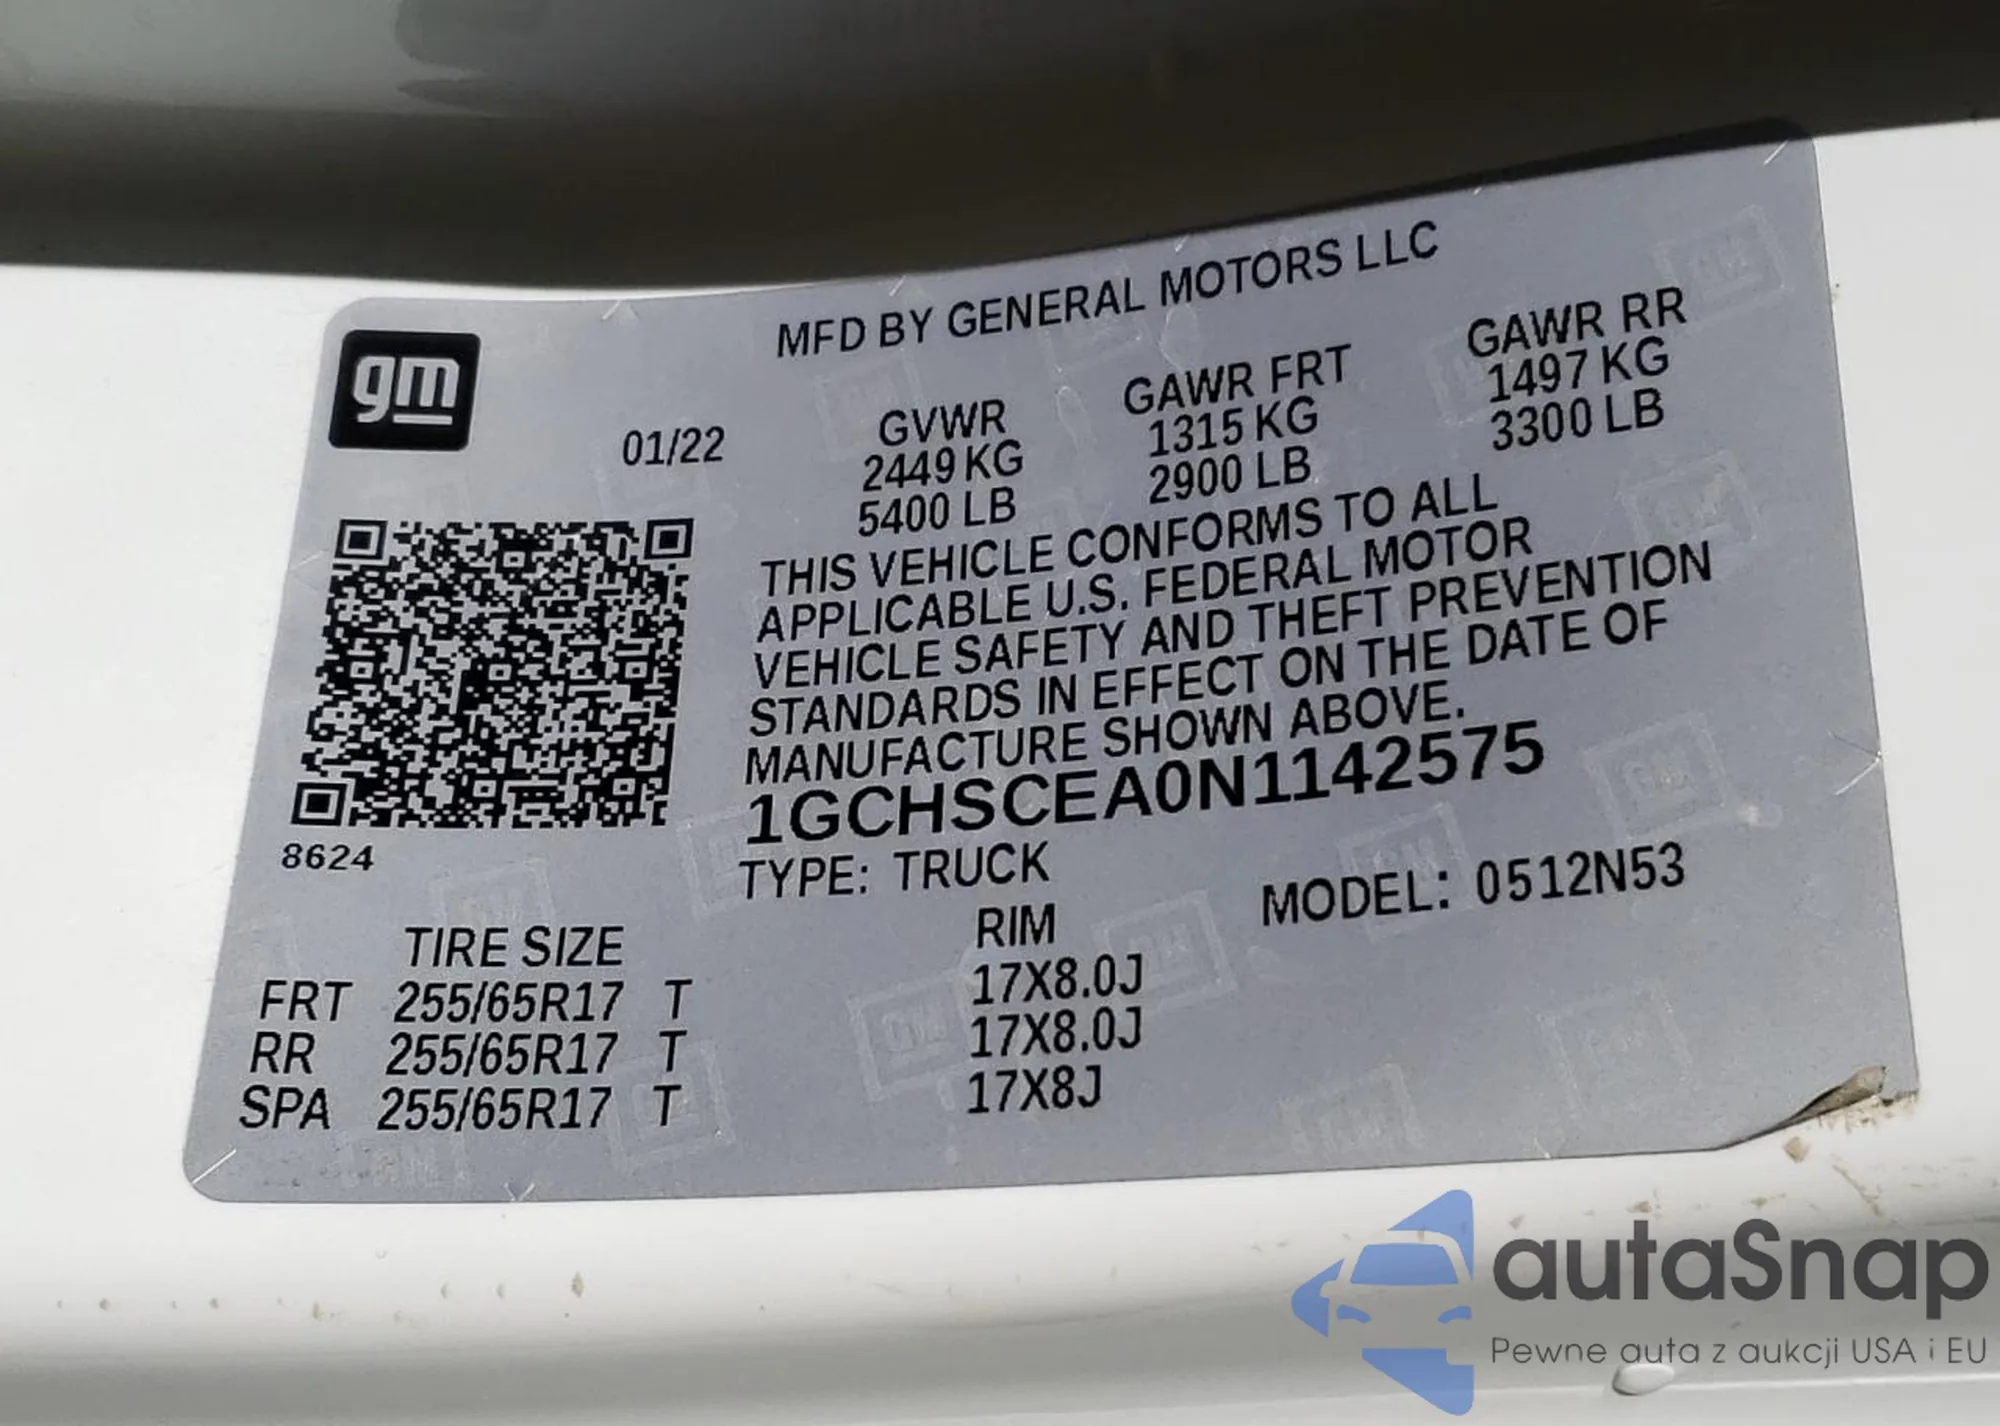 MFD BY GENERAL MOTORS LLC
gm
01/22 GVWR GAWR FRT GAWR RR
2449 KG 1315 KG 1497 KG
5400 LB 2900 LB 3300 LB
THIS VEHICLE CONFORMS TO ALL
APPLICABLE U.S. FEDERAL MOTOR
VEHICLE SAFETY AND THEFT PREVENTION
STANDARDS IN EFFECT ON THE DATE OF
MANUFACTURE SHOWN ABOVE.
1GCHSCEA0N1142575
8624
TYPE: TRUCK MODEL: 0512N53
TIRE SIZE RIM
FRT 255/65R17 T 17X8.0J
RR 255/65R17 T 17X8.0J
SPA 255/65R17 T 17X8J
autaSnap
Pewne auta z aukcji USA i EU